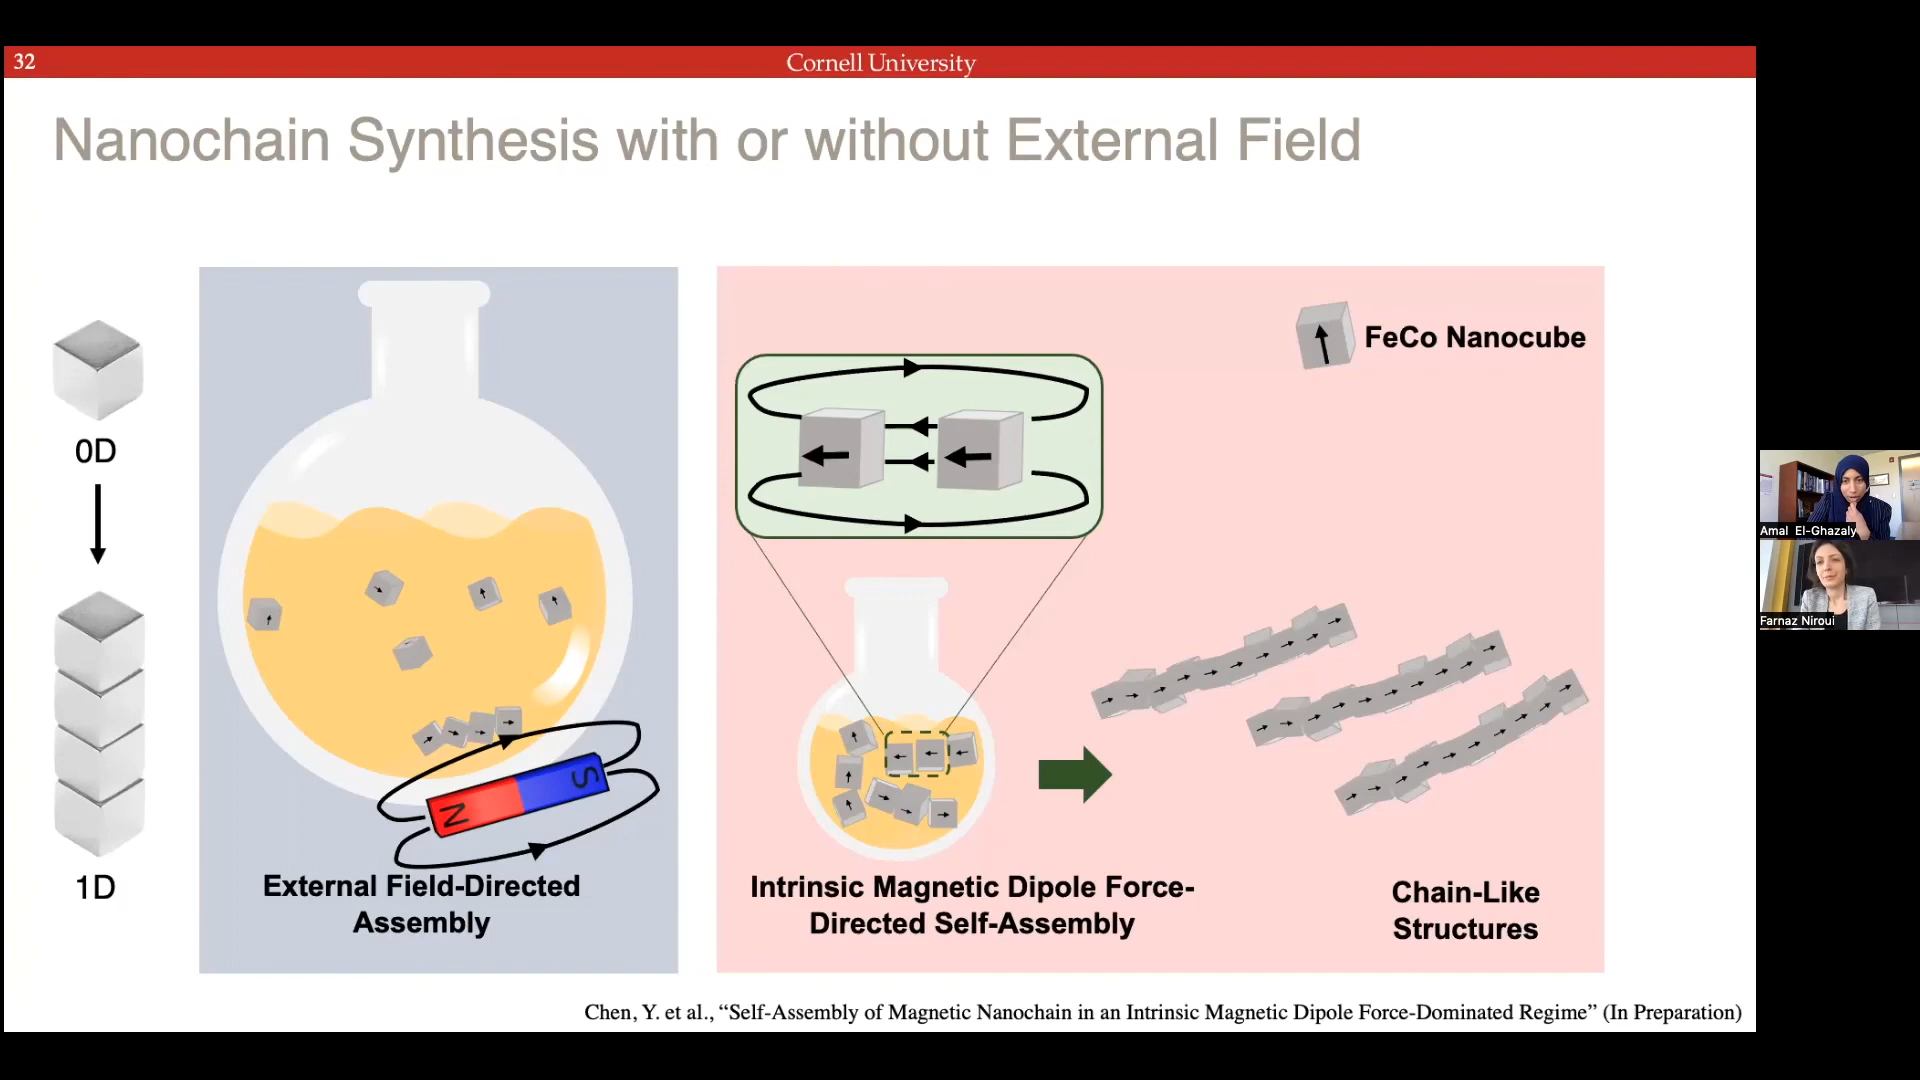 32
Cornell University
Nanochain Synthesis with or without External Field
0D
1D
N
S
External Field-Directed
Assembly
FeCo Nanocube
Intrinsic Magnetic Dipole Force-
Directed Self-Assembly
Chain-Like
Structures
Chen, Y. et al., “Self-Assembly of Magnetic Nanochain in an Intrinsic Magnetic Dipole Force-Dominated Regime” (In Preparation)
Amal El-Ghazaly
Farnaz Niroui